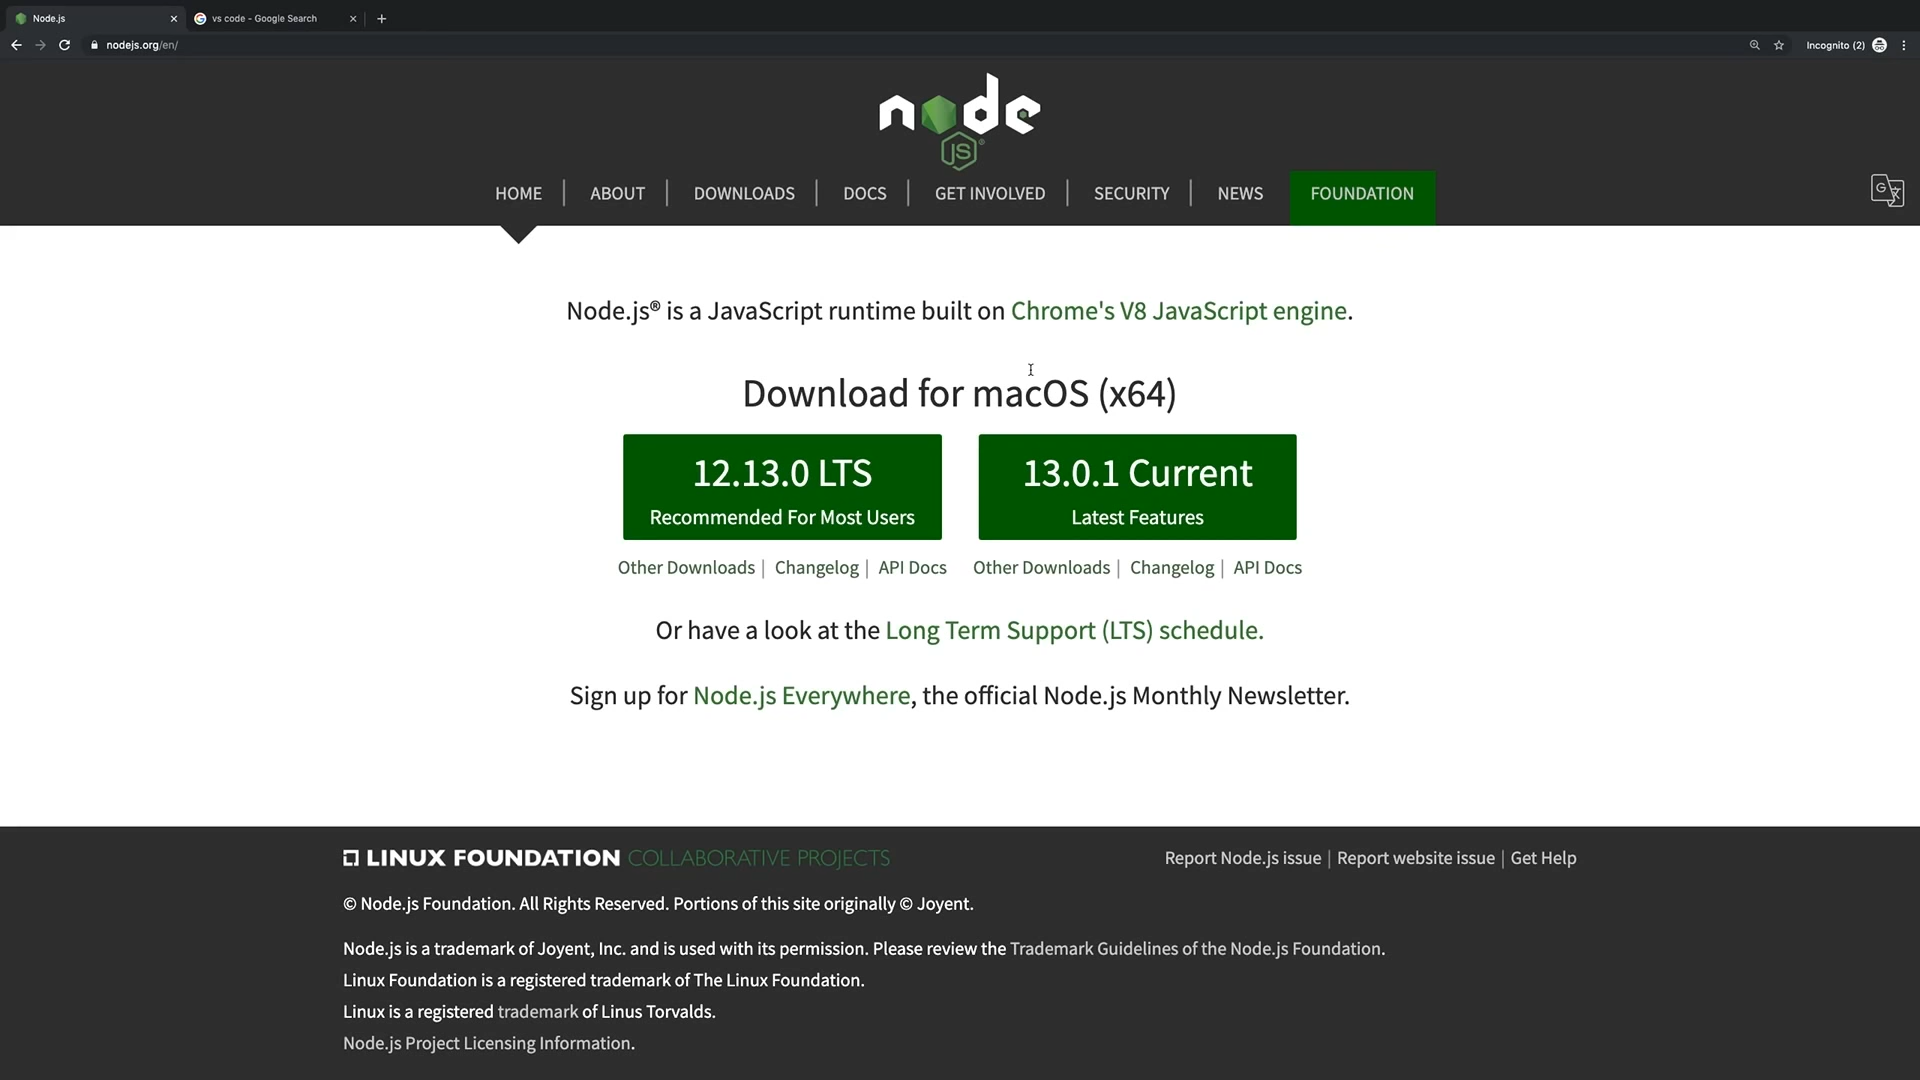 Node.js
vs code - Google Search
nodejs.org/en/
Incognito (2)
node
JS
HOME | ABOUT | DOWNLOADS | DOCS | GET INVOLVED | SECURITY | NEWS FOUNDATION
Node.js® is a JavaScript runtime built on Chrome's V8 JavaScript engine.
Download for macOS (x64)
12.13.0 LTS
Recommended For Most Users
13.0.1 Current
Latest Features
Other Downloads | Changelog | API Docs
Other Downloads | Changelog | API Docs
Or have a look at the Long Term Support (LTS) schedule.
Sign up for Node.js Everywhere, the official Node.js Monthly Newsletter.
LINUX FOUNDATION COLLABORATIVE PROJECTS
Report Node.js issue | Report website issue | Get Help
© Node.js Foundation. All Rights Reserved. Portions of this site originally © Joyent.
Node.js is a trademark of Joyent, Inc. and is used with its permission. Please review the Trademark Guidelines of the Node.js Foundation.
Linux Foundation is a registered trademark of The Linux Foundation.
Linux is a registered trademark of Linus Torvalds.
Node.js Project Licensing Information.